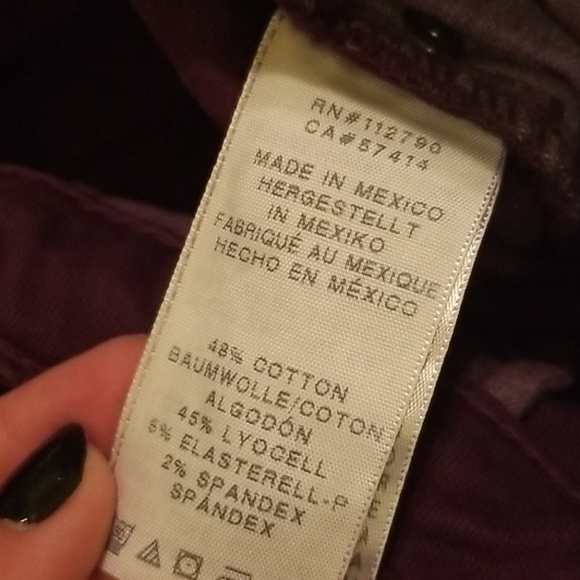 RN#112790
CA#57414
MADE IN MEXICO
HERGESTELLT
IN MEXIKO
FABRIQUÉ AU MEXIQUE
HECHO EN MÉXICO
48% COTTON
BAUMWOLLE/COTON
ALGODÓN
45% LYOCELL
5% ELASTERELL-P
2% SPANDEX
SPÁNDEX